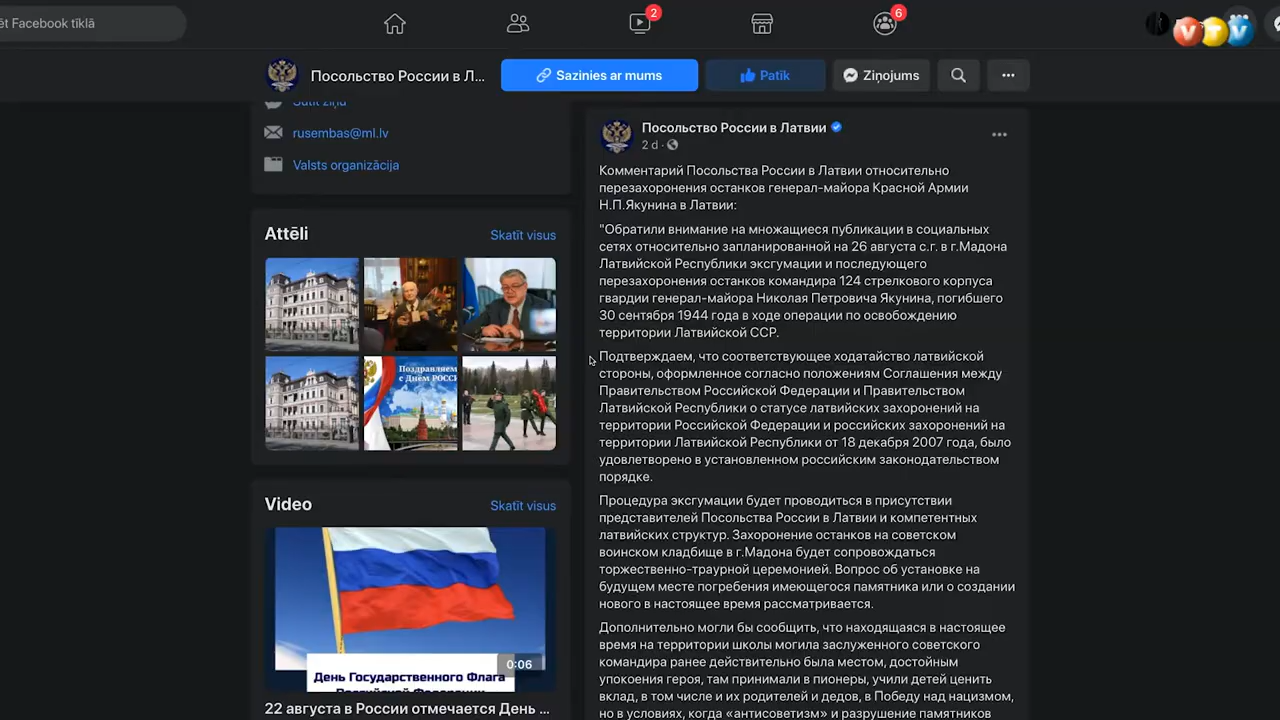 ēt Facebook tīklā
2
6
V T V
Посольство России в Л...
Sazinies ar mums
Patīk
Ziņojums
Sūtīt ziņu
rusembas@ml.lv
Valsts organizācija
Attēli
Skatīt visus
Поздравляем
с Днём РОССИ
Video
Skatīt visus
0:06
День Государственного Флага
Российской Федерации
22 августа в России отмечается День ...
Посольство России в Латвии
2 d ·
Комментарий Посольства России в Латвии относительно
перезахоронения останков генерал-майора Красной Армии
Н.П.Якунина в Латвии:
"Обратили внимание на множащиеся публикации в социальных
сетях относительно запланированной на 26 августа с.г. в г.Мадона
Латвийской Республики эксгумации и последующего
перезахоронения останков командира 124 стрелкового корпуса
гвардии генерал-майора Николая Петровича Якунина, погибшего
30 сентября 1944 года в ходе операции по освобождению
территории Латвийской ССР.
Подтверждаем, что соответствующее ходатайство латвийской
стороны, оформленное согласно положениям Соглашения между
Правительством Российской Федерации и Правительством
Латвийской Республики о статусе латвийских захоронений на
территории Российской Федерации и российских захоронений на
территории Латвийской Республики от 18 декабря 2007 года, было
удовлетворено в установленном российским законодательством
порядке.
Процедура эксгумации будет проводиться в присутствии
представителей Посольства России в Латвии и компетентных
латвийских структур. Захоронение останков на советском
воинском кладбище в г.Мадона будет сопровождаться
торжественно-траурной церемонией. Вопрос об установке на
будущем месте погребения имеющегося памятника или о создании
нового в настоящее время рассматривается.
Дополнительно могли бы сообщить, что находящаяся в настоящее
время на территории школы могила заслуженного советского
командира ранее действительно была местом, достойным
упокоения героя, там принимали в пионеры, учили детей ценить
вклад, в том числе и их родителей и дедов, в Победу над нацизмом,
но в условиях, когда «антисоветизм» и разрушение памятников